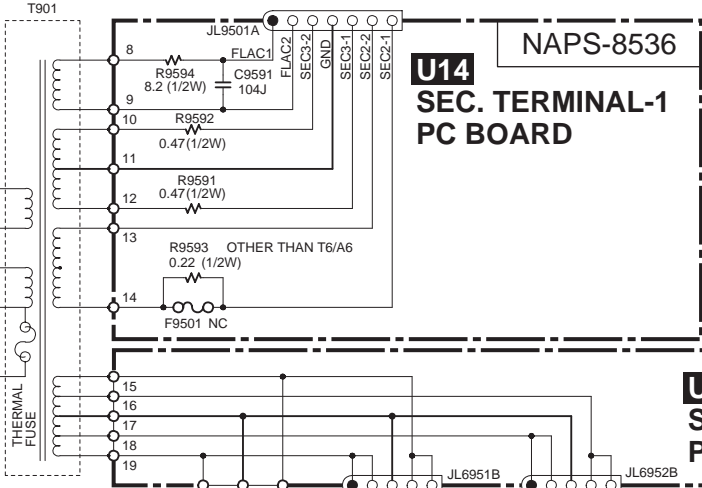 T901
JL9501A
NAPS-8536
8
R9594
8.2 (1/2W)
FLAC1
C9591
104J
FLAC2
SEC3-2
GND
SEC3-1
SEC2-2
SEC2-1
U14
SEC. TERMINAL-1
PC BOARD
9
10
R9592
0.47(1/2W)
11
R9591
0.47(1/2W)
12
13
R9593
0.22 (1/2W)
OTHER THAN T6/A6
14
F9501 NC
THERMAL
FUSE
15
16
17
18
19
JL6951B
JL6952B
U
S
P